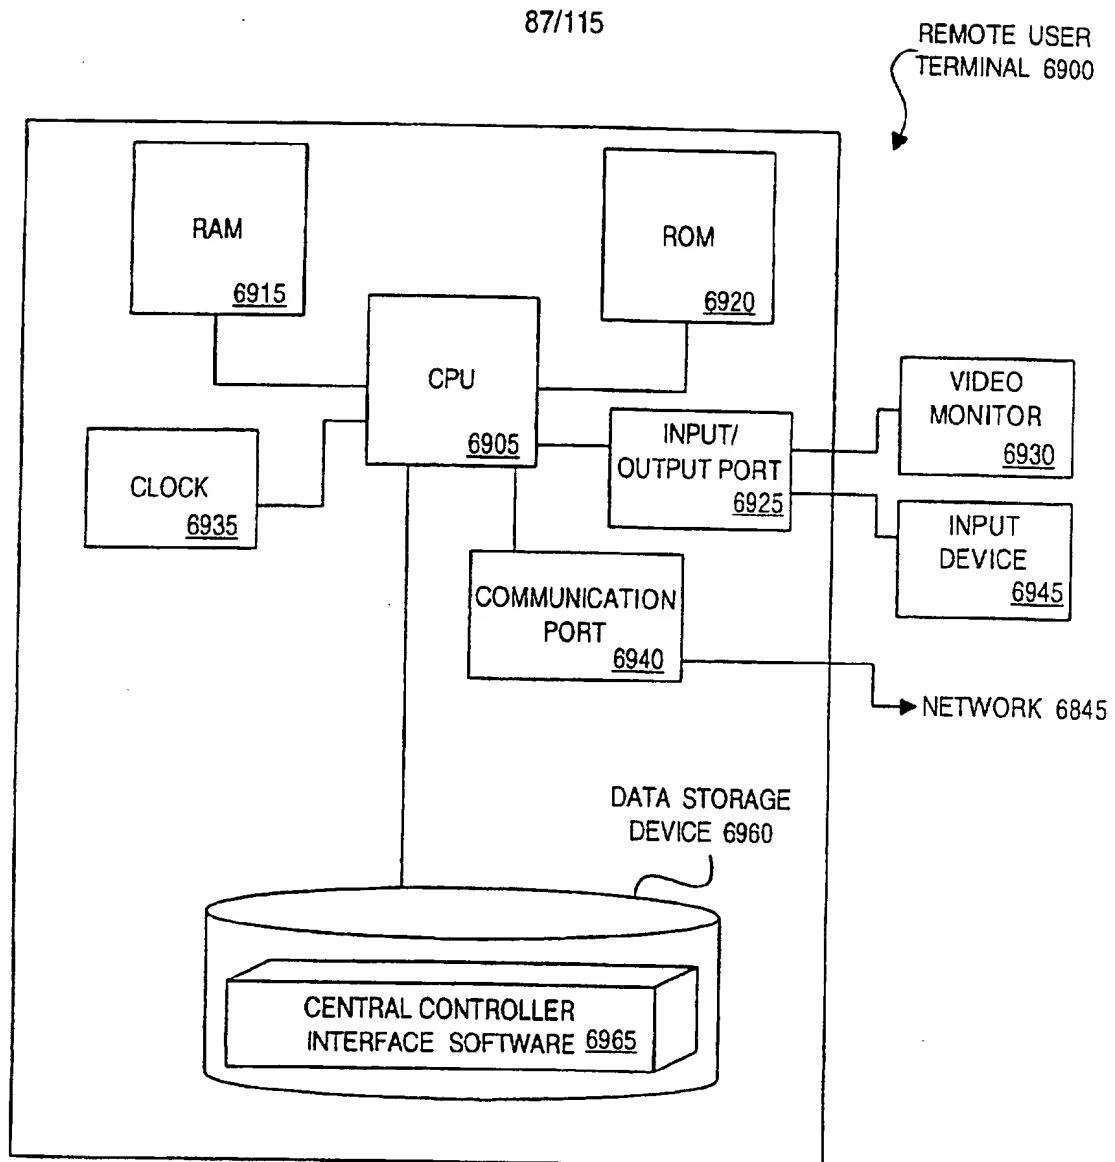 87/115
REMOTE USER
TERMINAL 6900
RAM
6915
ROM
6920
CPU
6905
CLOCK
6935
INPUT/
OUTPUT PORT
6925
VIDEO
MONITOR
6930
INPUT
DEVICE
6945
COMMUNICATION
PORT
6940
NETWORK 6845
DATA STORAGE
DEVICE 6960
CENTRAL CONTROLLER
INTERFACE SOFTWARE 6965